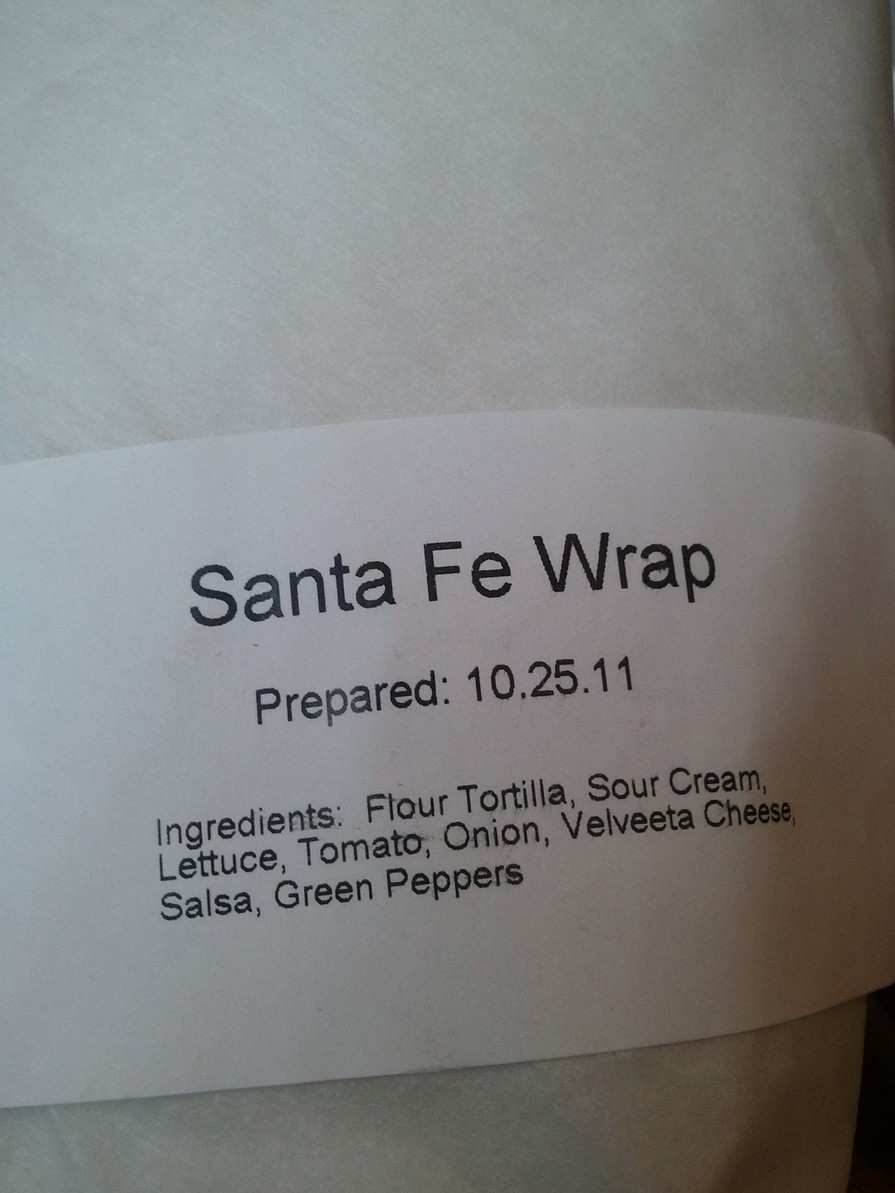 Santa Fe Wrap
Prepared: 10.25.11
Ingredients: Flour Tortilla, Sour Cream,
Lettuce, Tomato, Onion, Velveeta Cheese,
Salsa, Green Peppers